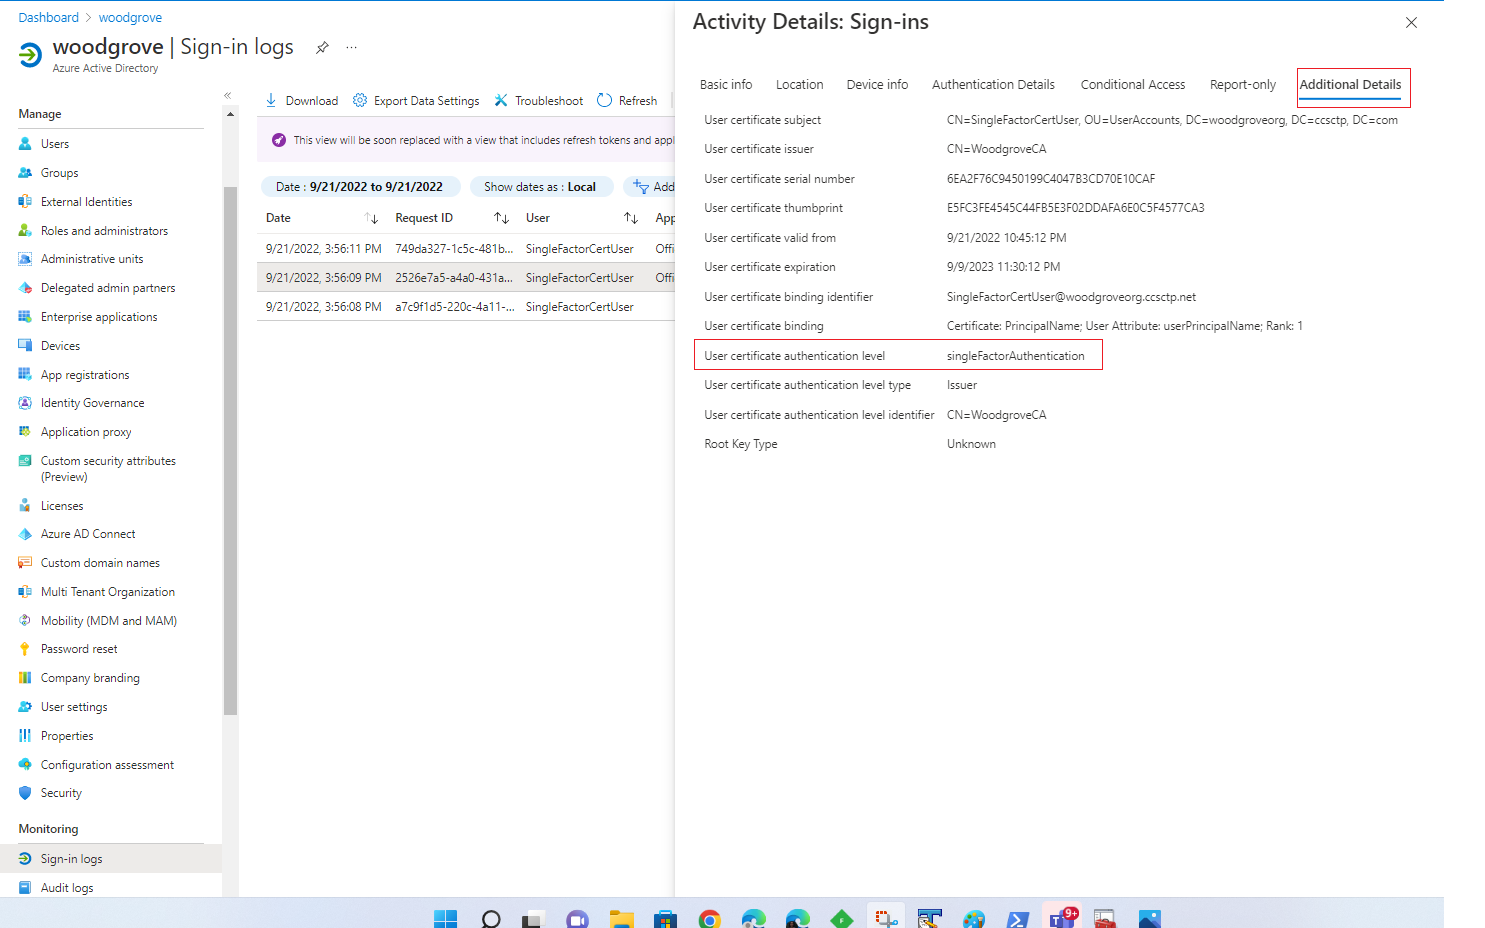 Dashboard > woodgrove
woodgrove | Sign-in logs
Azure Active Directory
Manage
Users
Groups
External Identities
Roles and administrators
Administrative units
Delegated admin partners
Enterprise applications
Devices
App registrations
Identity Governance
Application proxy
Custom security attributes
(Preview)
Licenses
Azure AD Connect
Custom domain names
Multi Tenant Organization
Mobility (MDM and MAM)
Password reset
Company branding
User settings
Properties
Configuration assessment
Security
Monitoring
Sign-in logs
Audit logs
Download Export Data Settings Troubleshoot Refresh
This view will be soon replaced with a view that includes refresh tokens and appl
Date : 9/21/2022 to 9/21/2022 Show dates as : Local Add
Date Request ID User App
9/21/2022, 3:56:11 PM 749da327-1c5c-481b... SingleFactorCertUser Offi
9/21/2022, 3:56:09 PM 2526e7a5-a4a0-431a... SingleFactorCertUser Offi
9/21/2022, 3:56:08 PM a7c9f1d5-220c-4a11-... SingleFactorCertUser
Activity Details: Sign-ins
Basic info Location Device info Authentication Details Conditional Access Report-only Additional Details
User certificate subject CN=SingleFactorCertUser, OU=UserAccounts, DC=woodgroveorg, DC=ccsctp, DC=com
User certificate issuer CN=WoodgroveCA
User certificate serial number 6EA2F76C9450199C4047B3CD70E10CAF
User certificate thumbprint E5FC3FE4545C44FB5E3F02DDAFA6E0C5F4577CA3
User certificate valid from 9/21/2022 10:45:12 PM
User certificate expiration 9/9/2023 11:30:12 PM
User certificate binding identifier SingleFactorCertUser@woodgroveorg.ccsctp.net
User certificate binding Certificate: PrincipalName; User Attribute: userPrincipalName; Rank: 1
User certificate authentication level singleFactorAuthentication
User certificate authentication level type Issuer
User certificate authentication level identifier CN=WoodgroveCA
Root Key Type Unknown
9+